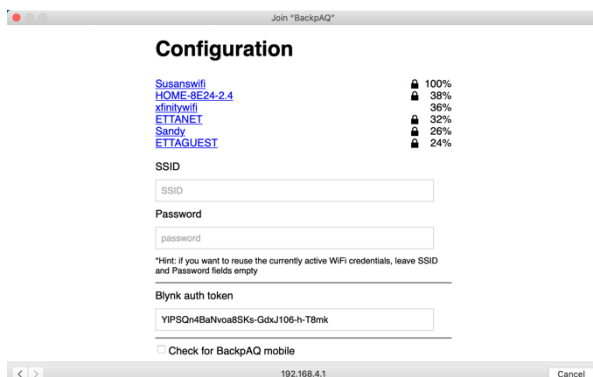 Join "BackpAQ"
Configuration
Susanswifi 100%
HOME-8E24-2.4 38%
xfinitywifi 36%
ETTANET 32%
Sandy 26%
ETTAGUEST 24%
SSID
SSID
Password
password
*Hint: if you want to reuse the currently active WiFi credentials, leave SSID
and Password fields empty
Blynk auth token
YlPSQn4BaNvoa8SKs-GdxJ106-h-T8mk
Check for BackpAQ mobile
192.168.4.1
Cancel